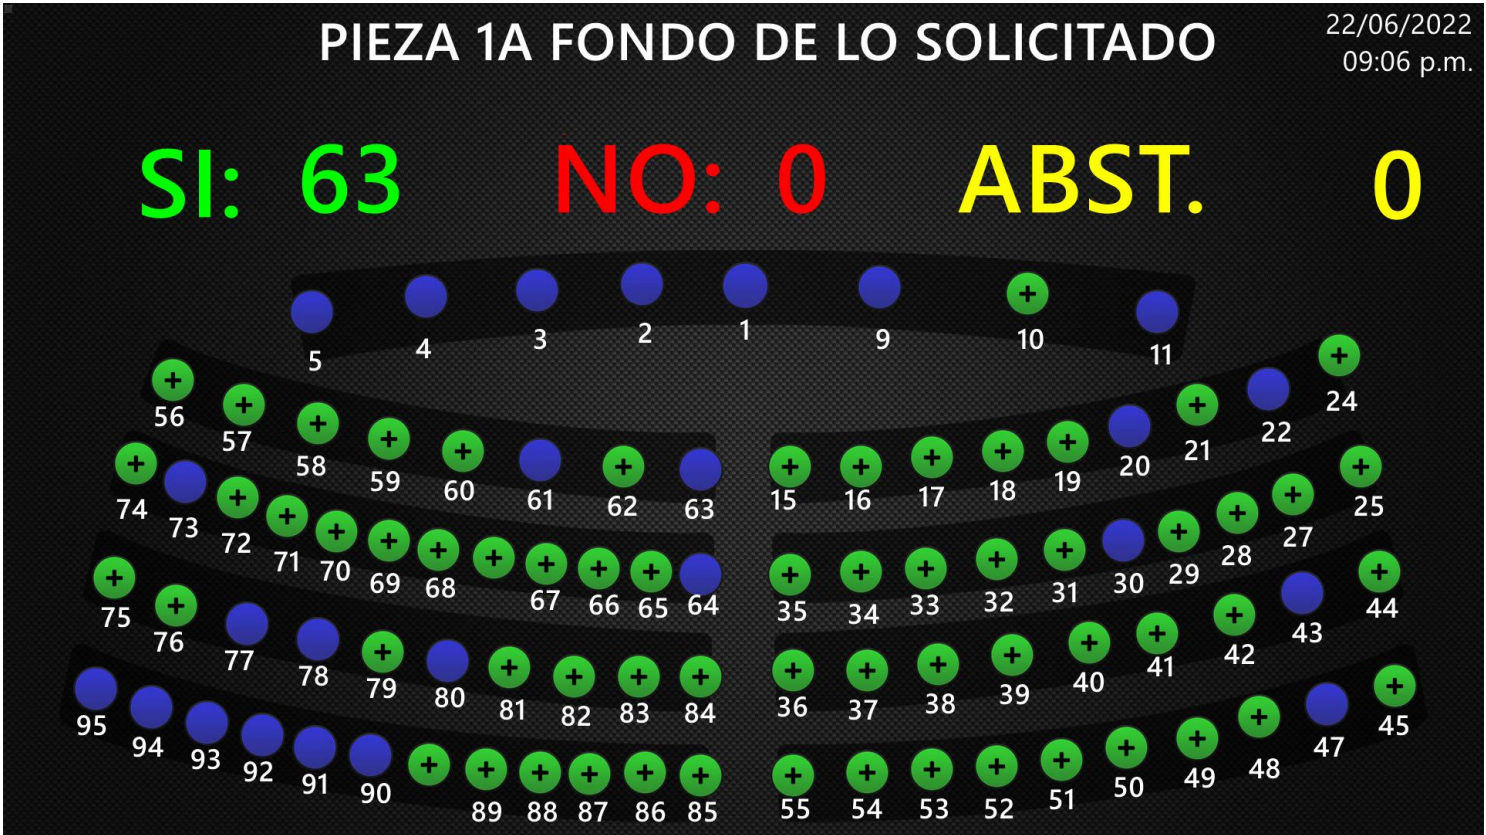 PIEZA 1A FONDO DE LO SOLICITADO
22/06/2022
09:06 p.m.
SI: 63 NO: 0 ABST. 0
5 4 3 2 1 9 10 11
56 57 58 59 60 61 62 63 15 16 17 18 19 20 21 22 24
74 73 72 71 70 69 68 67 66 65 64 35 34 33 32 31 30 29 28 27 25
75 76 77 78 79 80 81 82 83 84 36 37 38 39 40 41 42 43 44
95 94 93 92 91 90 89 88 87 86 85 55 54 53 52 51 50 49 48 47 45